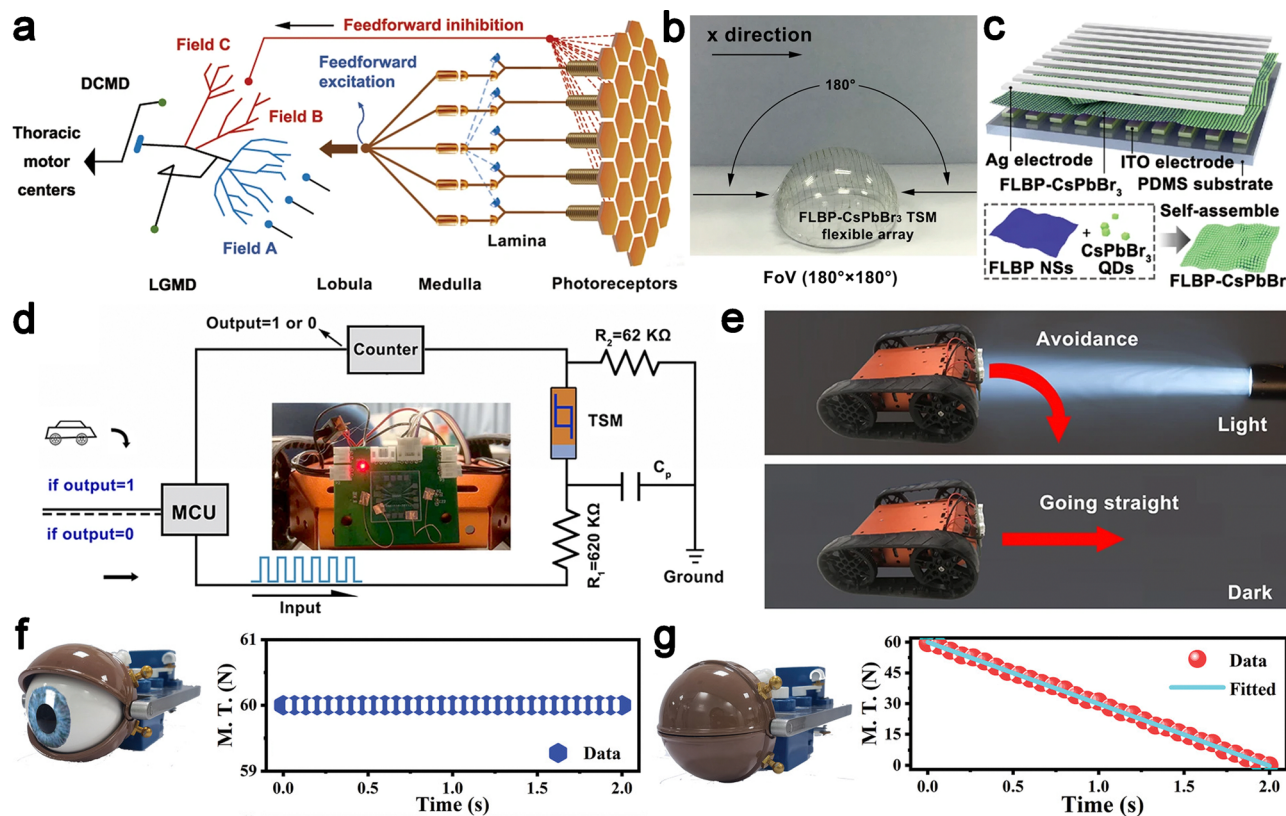 a
Feedforward inihibition
Field C
Feedforward
excitation
DCMD
Field B
Thoracic
motor
centers
Field A
Lamina
LGMD
Lobula
Medulla
Photoreceptors
b
x direction
180°
FLBP-CsPbBr₃ TSM
flexible array
FoV (180°×180°)
c
Ag electrode
ITO electrode
FLBP-CsPbBr₃
PDMS substrate
Self-assemble
+
FLBP NSs
CsPbBr₃
QDs
FLBP-CsPbBr
d
Output=1 or 0
Counter
R₂=62 KΩ
TSM
Cₚ
if output=1
MCU
if output=0
R₁=620 KΩ
Input
Ground
e
Avoidance
Light
Going straight
Dark
f
M. T. (N)
61
60
59
Data
0.0 0.5 1.0 1.5 2.0
Time (s)
g
M. T. (N)
60
45
30
15
0
Data
Fitted
0.0 0.5 1.0 1.5 2.0
Time (s)